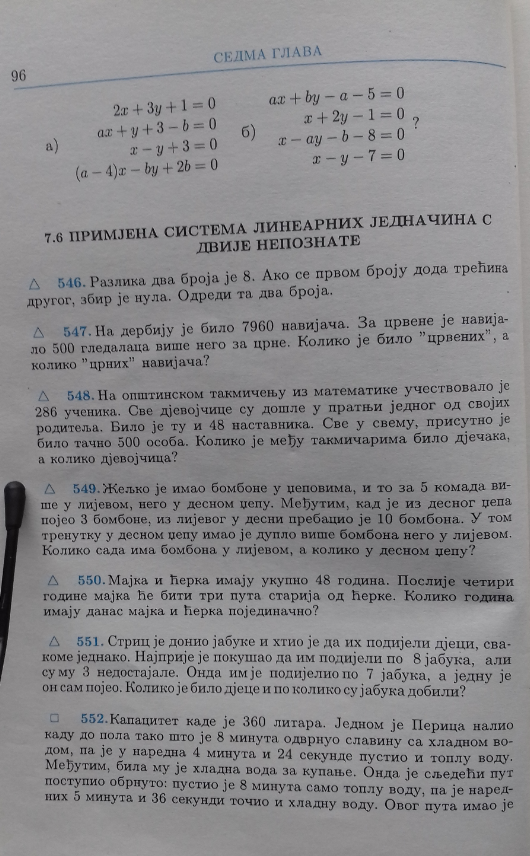 СЕДМА ГЛАВА
96
а)
2x + 3y + 1 = 0
ax + y + 3 − b = 0
x − y + 3 = 0
(a − 4)x − by + 2b = 0
б)
ax + by − a − 5 = 0
x + 2y − 1 = 0
x − ay − b − 8 = 0
x − y − 7 = 0
?
7.6 ПРИМЈЕНА СИСТЕМА ЛИНЕАРНИХ ЈЕДНАЧИНА С
ДВИЈЕ НЕПОЗНАТЕ
△ 546. Разлика два броја је 8. Ако се првом броју дода трећина
другог, збир је нула. Одреди та два броја.
△ 547. На дербију је било 7960 навијача. За црвене је навија-
ло 500 гледалаца више него за црне. Колико је било "црвених", а
колико "црних" навијача?
△ 548. На општинском такмичењу из математике учествовало је
286 ученика. Све дјевојчице су дошле у пратњи једног од својих
родитеља. Било је ту и 48 наставника. Све у свему, присутно је
било тачно 500 особа. Колико је међу такмичарима било дјечака,
а колико дјевојчица?
△ 549. Жељко је имао бомбоне у џеповима, и то за 5 комада ви-
ше у лијевом, него у десном џепу. Међутим, кад је из десног џепа
појео 3 бомбоне, из лијевог у десни пребацио је 10 бомбона. У том
тренутку у десном џепу имао је дупло више бомбона него у лијевом.
Колико сада има бомбона у лијевом, а колико у десном џепу?
△ 550. Мајка и ћерка имају укупно 48 година. Послије четири
године мајка ће бити три пута старија од ћерке. Колико година
имају данас мајка и ћерка појединачно?
△ 551. Стриц је донио јабуке и хтио је да их подијели дјеци, сва-
коме једнако. Најприје је покушао да им подијели по 8 јабука, али
су му 3 недостајале. Онда им је подијелио по 7 јабука, а једну је
он сам појео. Колико је било дјеце и по колико су јабука добили?
□ 552. Капацитет каде је 360 литара. Једном је Перица налио
каду до пола тако што је 8 минута одврнуо славину са хладном во-
дом, па је у наредна 4 минута и 24 секунде пустио и топлу воду.
Међутим, била му је хладна вода за купање. Онда је сљедећи пут
поступио обрнуто: пустио је 8 минута само топлу воду, па је наред-
них 5 минута и 36 секунди точио и хладну воду. Овог пута имао је